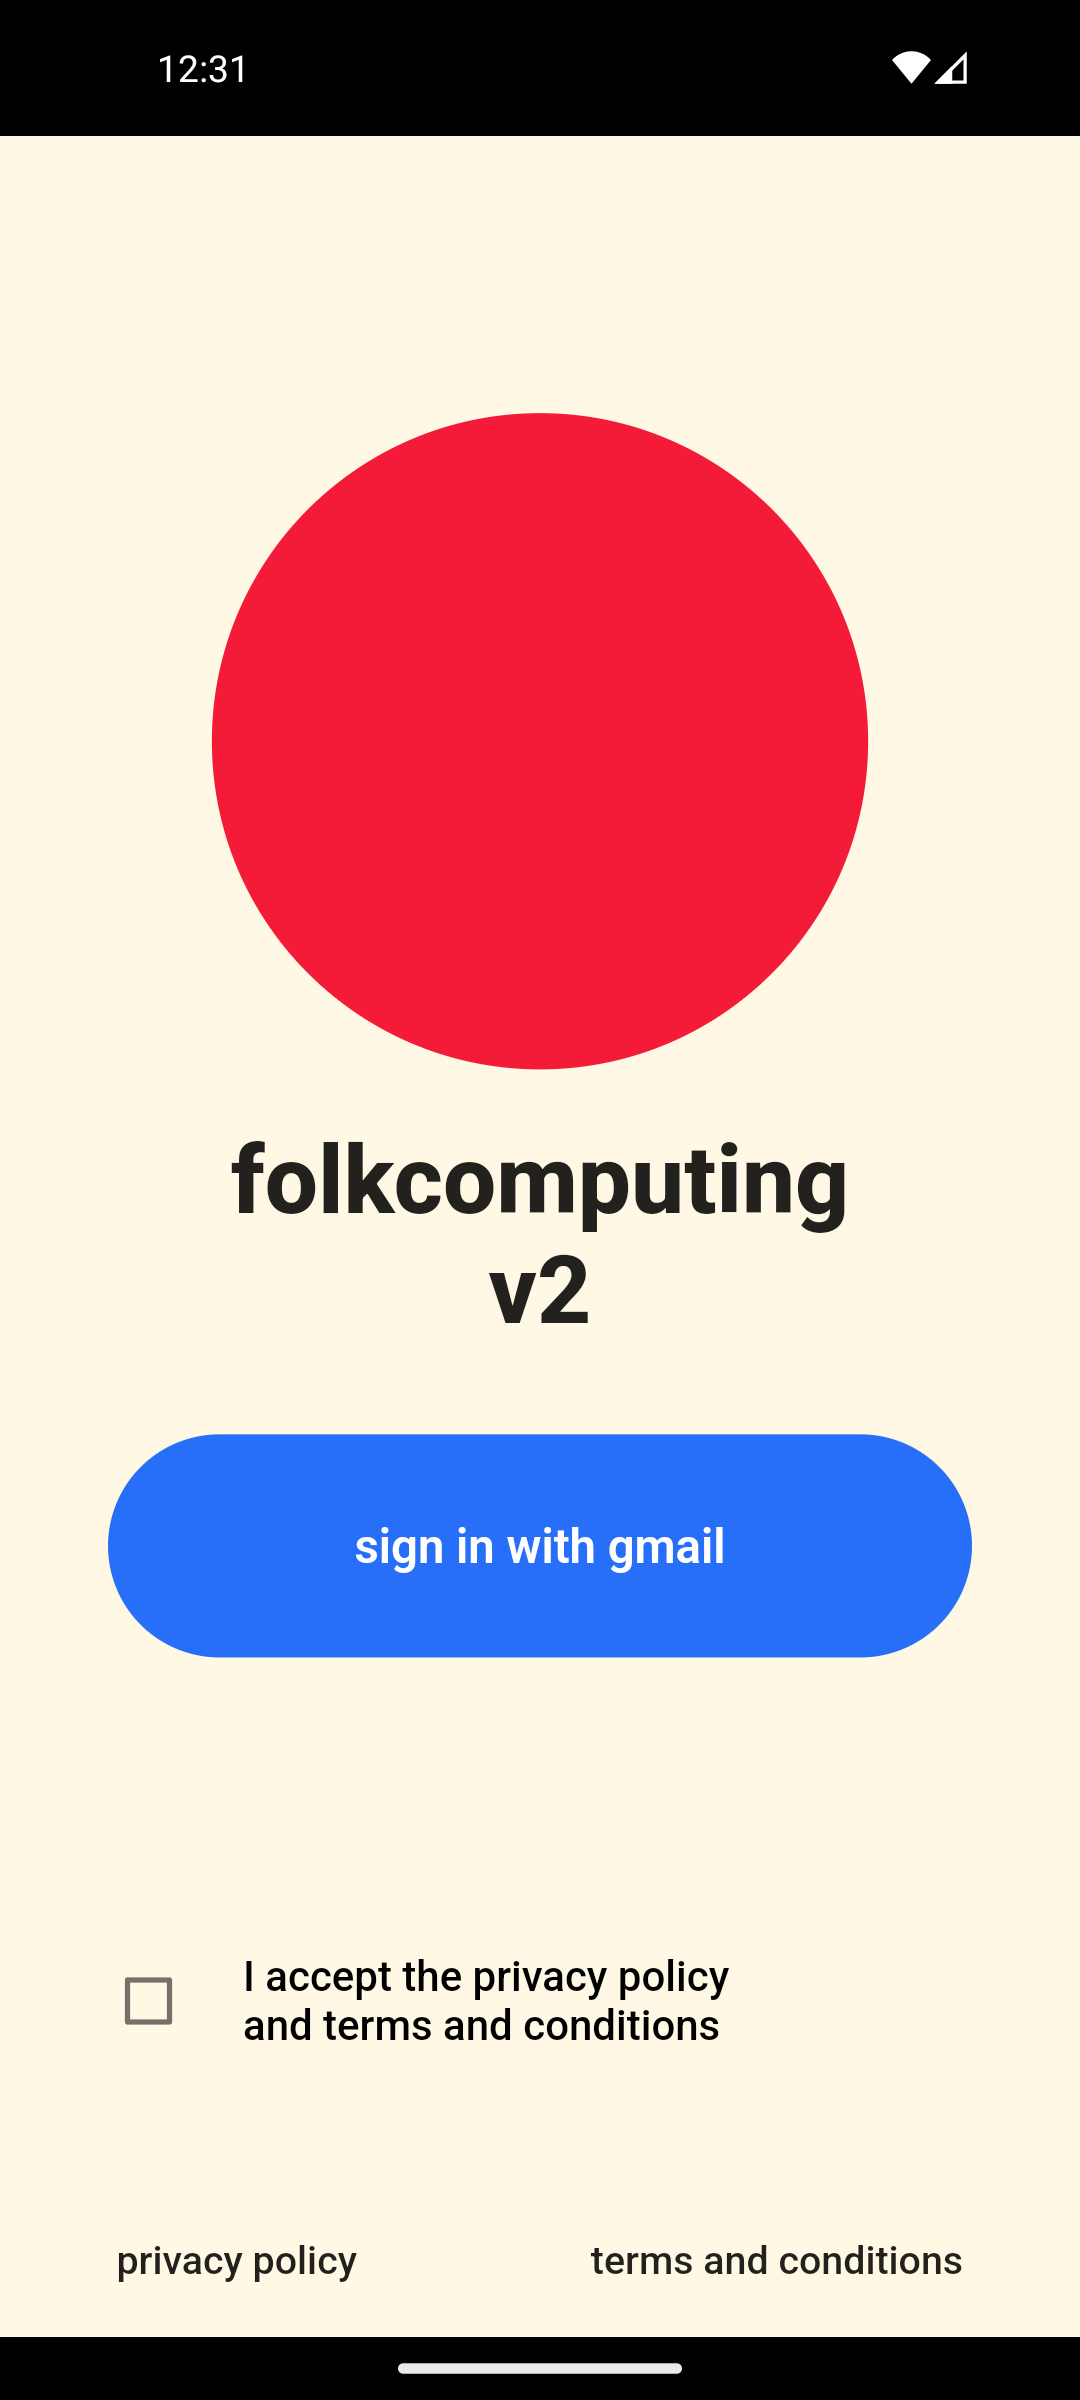 12:31
folkcomputing
v2
sign in with gmail
I accept the privacy policy
and terms and conditions
privacy policy
terms and conditions